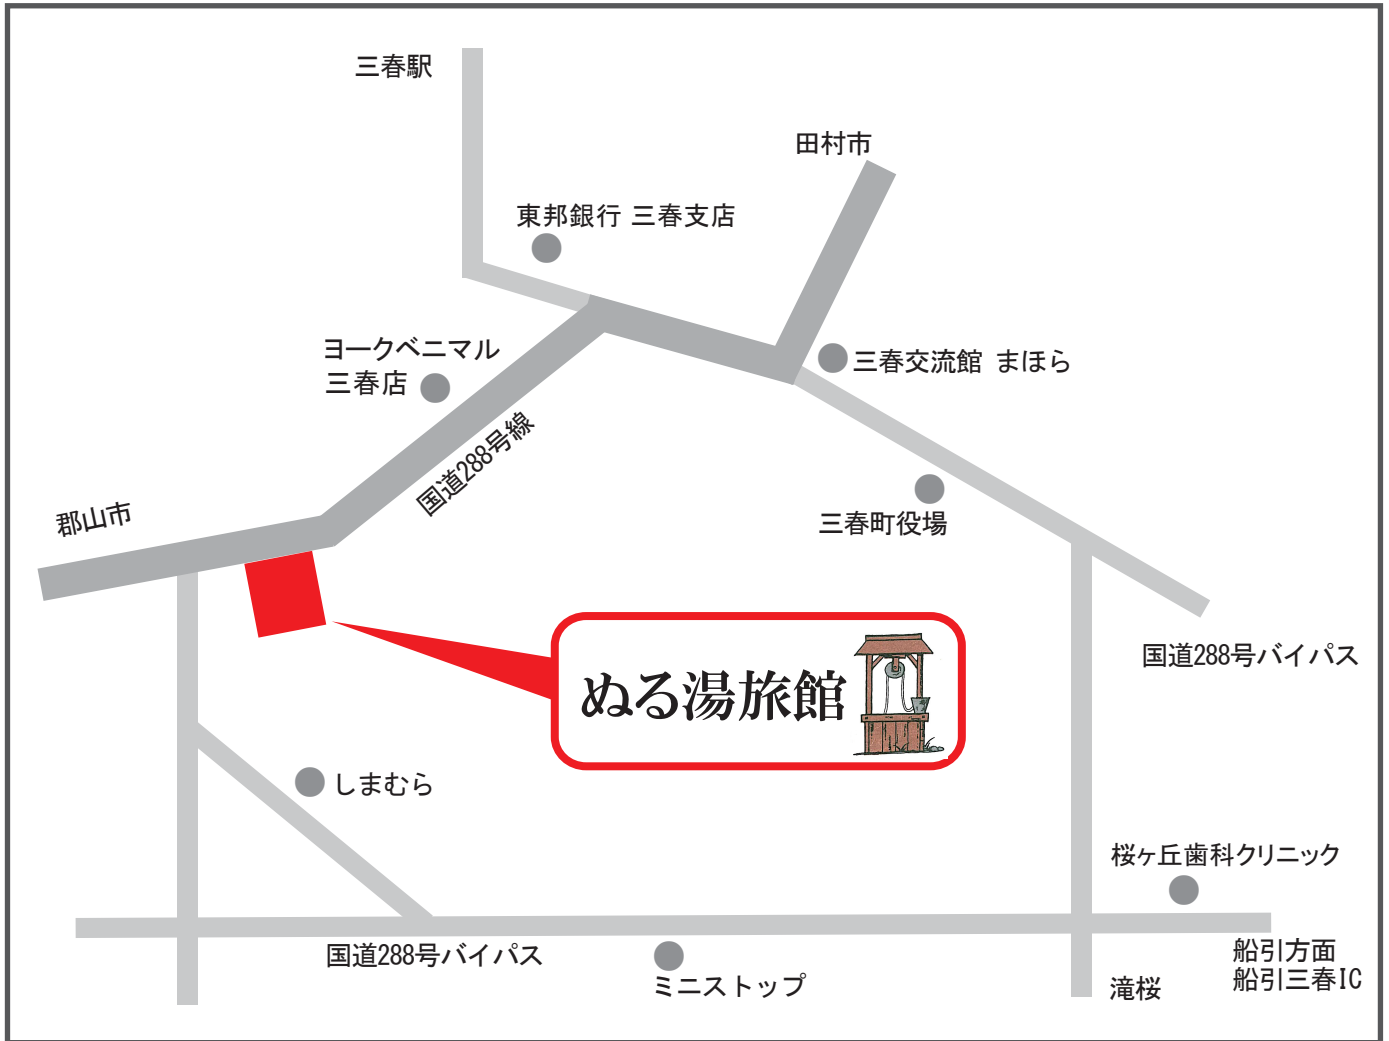 三春駅
田村市
東邦銀行 三春支店
ヨークベニマル
三春店
三春交流館 まほら
国道288号線
三春町役場
郡山市
国道288号バイパス
ぬる湯旅館
しまむら
桜ヶ丘歯科クリニック
国道288号バイパス
ミニストップ
滝桜
船引方面
船引三春IC